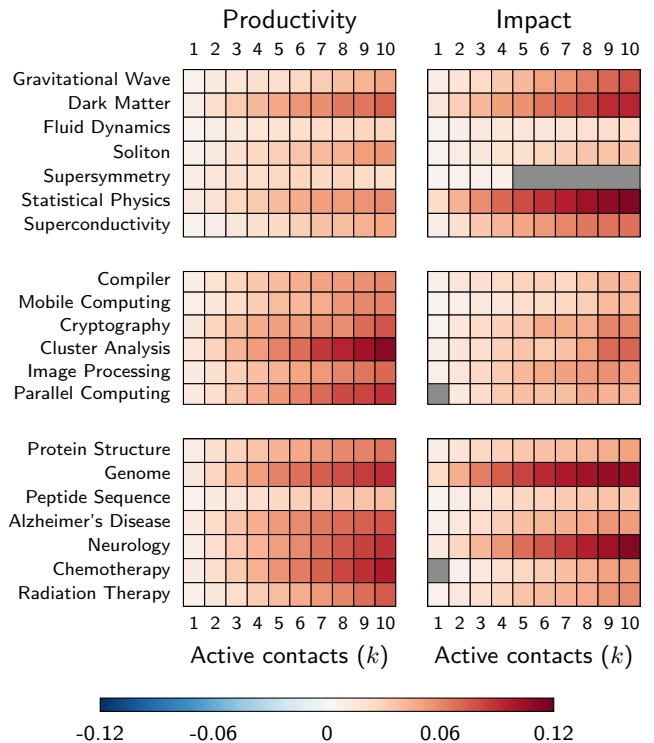 Productivity Impact
1 2 3 4 5 6 7 8 9 10 1 2 3 4 5 6 7 8 9 10
Gravitational Wave
Dark Matter
Fluid Dynamics
Soliton
Supersymmetry
Statistical Physics
Superconductivity
Compiler
Mobile Computing
Cryptography
Cluster Analysis
Image Processing
Parallel Computing
Protein Structure
Genome
Peptide Sequence
Alzheimer's Disease
Neurology
Chemotherapy
Radiation Therapy
1 2 3 4 5 6 7 8 9 10 1 2 3 4 5 6 7 8 9 10
Active contacts (k) Active contacts (k)
-0.12 -0.06 0 0.06 0.12